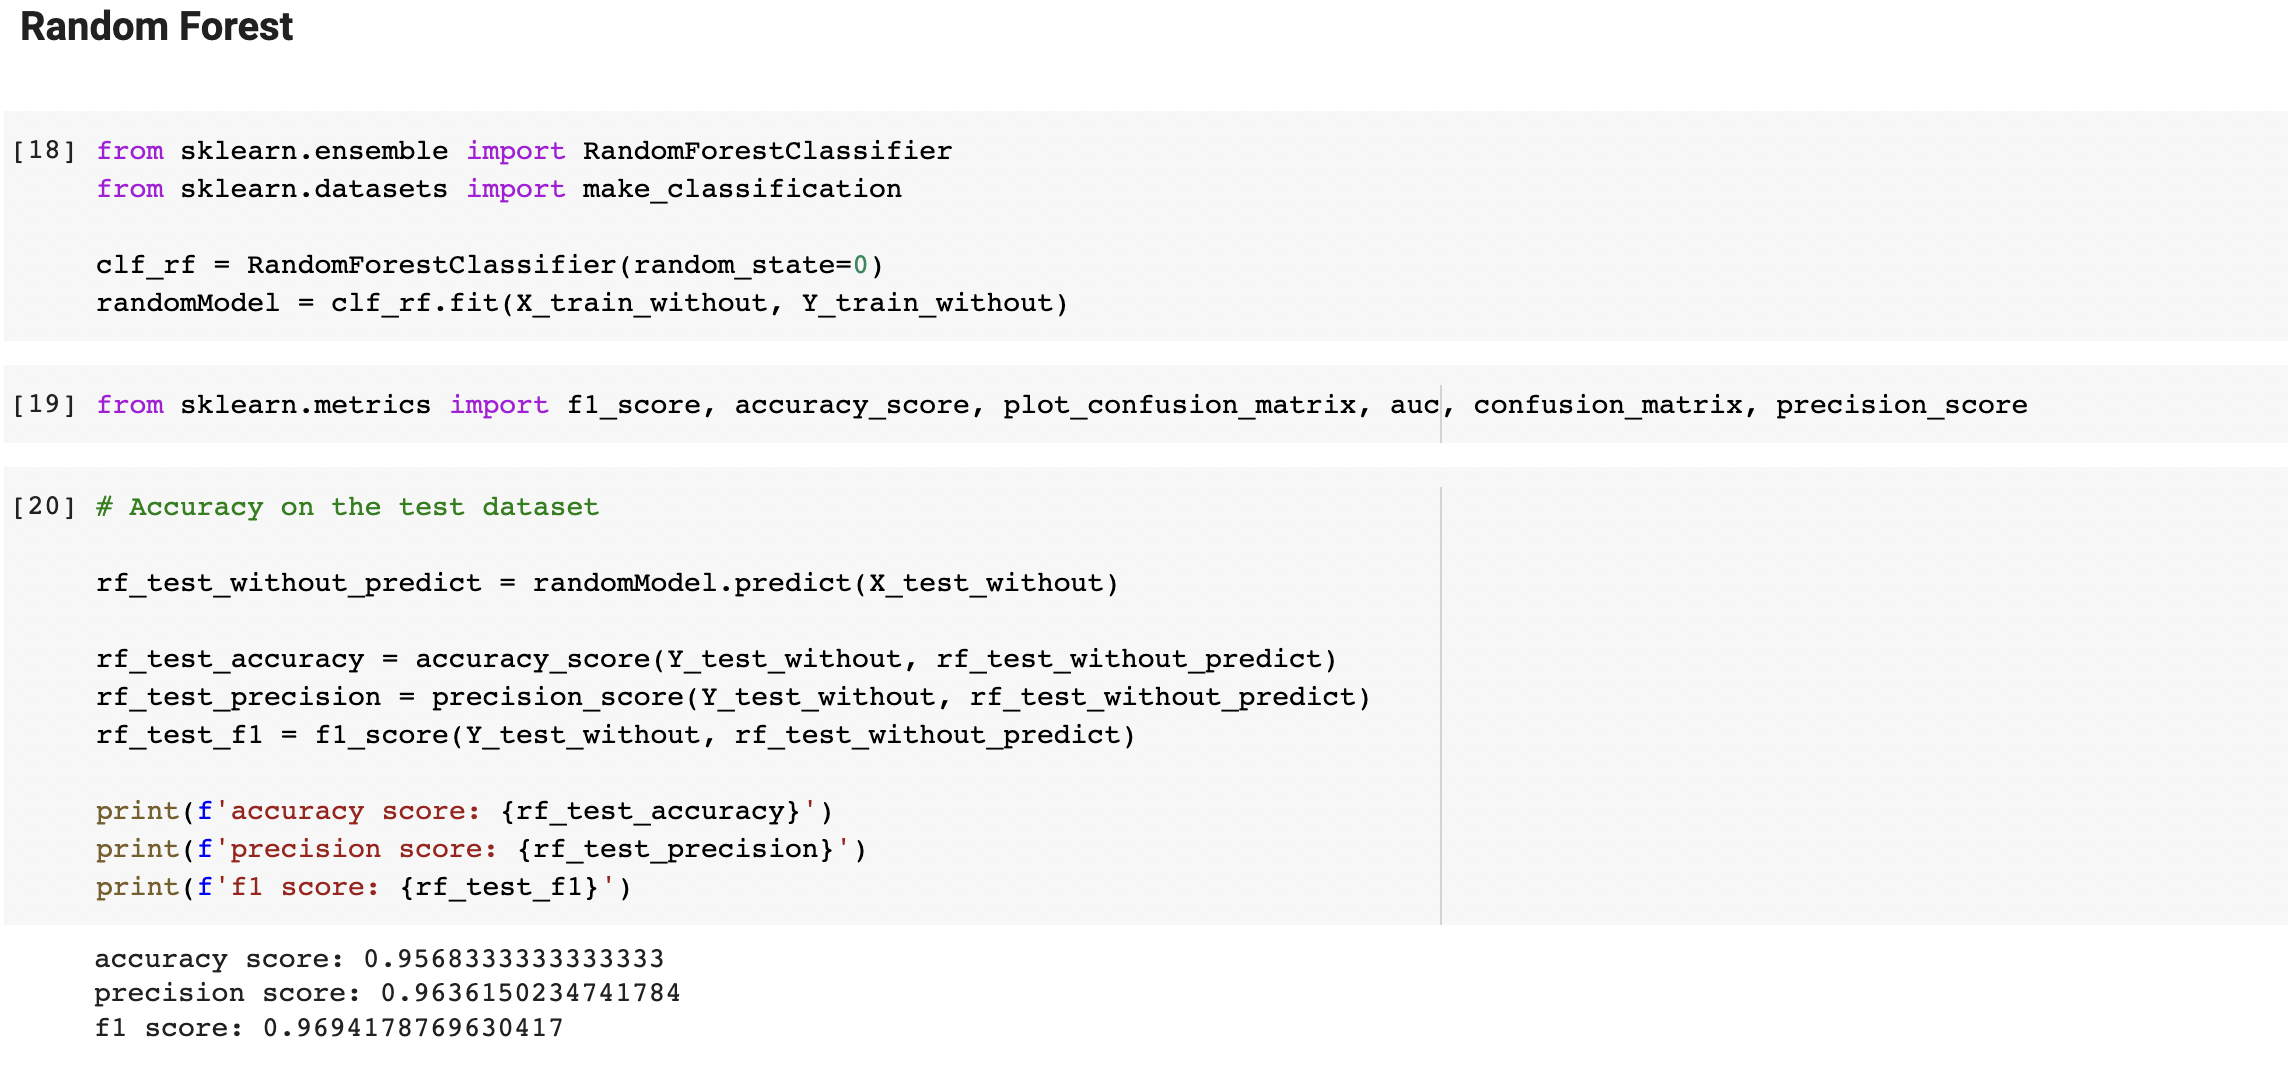 Random Forest
[18] from sklearn.ensemble import RandomForestClassifier
from sklearn.datasets import make_classification
clf_rf = RandomForestClassifier(random_state=0)
randomModel = clf_rf.fit(X_train_without, Y_train_without)
[19] from sklearn.metrics import f1_score, accuracy_score, plot_confusion_matrix, auc, confusion_matrix, precision_score
[20] # Accuracy on the test dataset
rf_test_without_predict = randomModel.predict(X_test_without)
rf_test_accuracy = accuracy_score(Y_test_without, rf_test_without_predict)
rf_test_precision = precision_score(Y_test_without, rf_test_without_predict)
rf_test_f1 = f1_score(Y_test_without, rf_test_without_predict)
print(f'accuracy score: {rf_test_accuracy}')
print(f'precision score: {rf_test_precision}')
print(f'f1 score: {rf_test_f1}')
accuracy score: 0.9568333333333333
precision score: 0.9636150234741784
f1 score: 0.9694178769630417